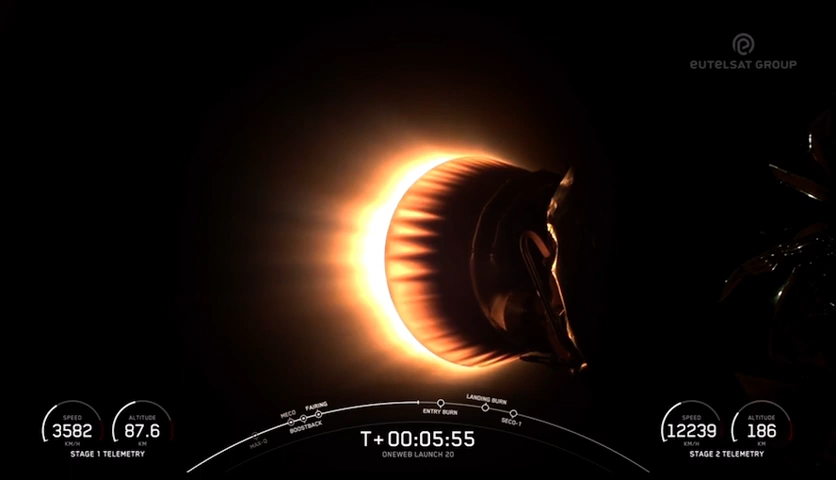 eutelsat GROUP
SPEED
3582
KM/H
ALTITUDE
87.6
KM
STAGE 1 TELEMETRY
MAX-Q
MECO
FAIRING
BOOSTBACK
ENTRY BURN
LANDING BURN
SECO-1
T+ 00:05:55
ONEWEB LAUNCH 20
SPEED
12239
KM/H
ALTITUDE
186
KM
STAGE 2 TELEMETRY